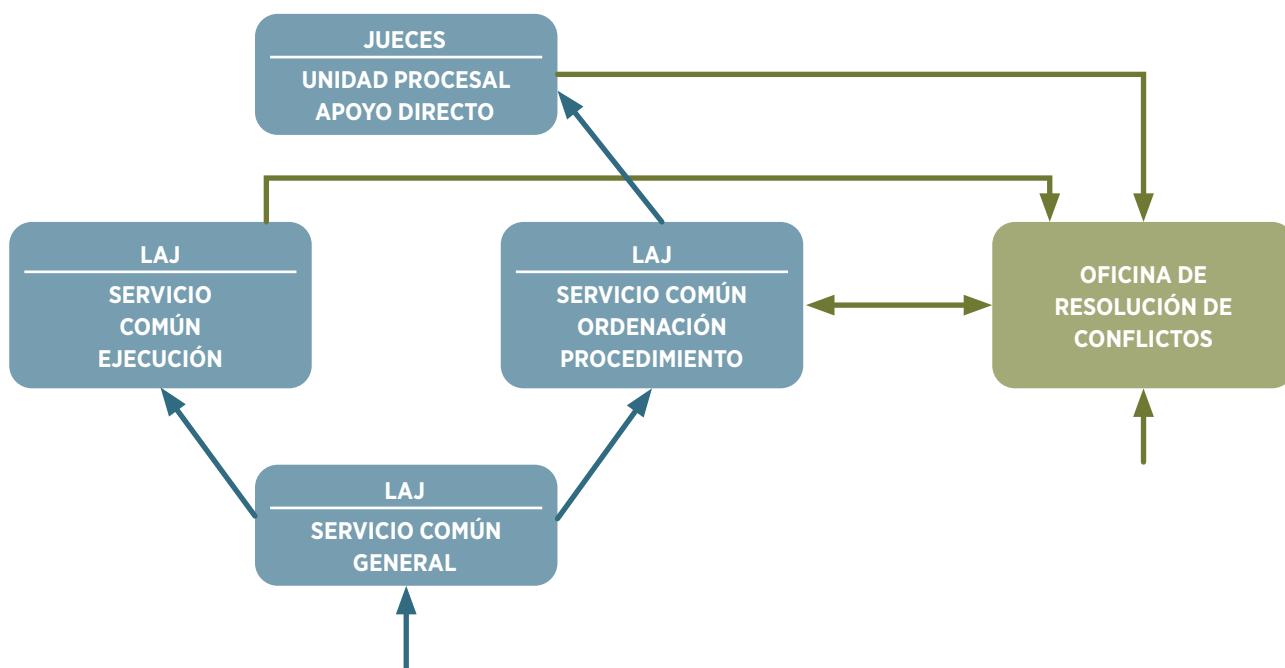 JUECES
UNIDAD PROCESAL
APOYO DIRECTO
LAJ
SERVICIO
COMÚN
EJECUCIÓN
LAJ
SERVICIO COMÚN
ORDENACIÓN
PROCEDIMIENTO
OFICINA DE
RESOLUCIÓN DE
CONFLICTOS
LAJ
SERVICIO COMÚN
GENERAL